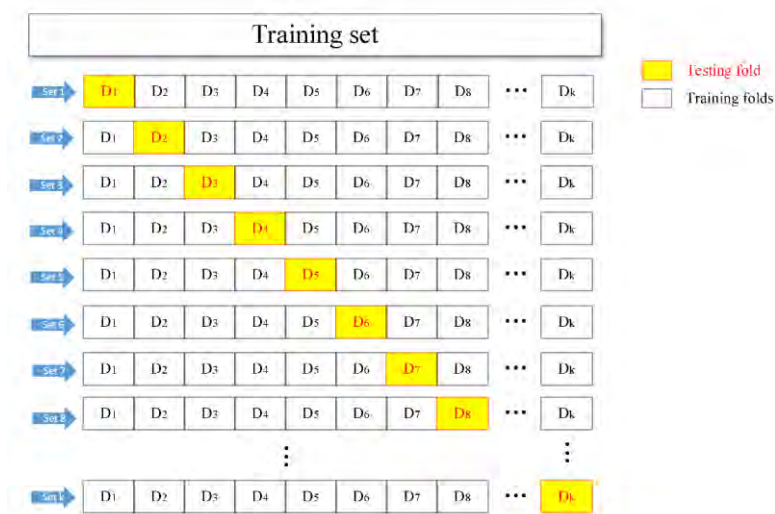 Training set
Testing fold
Training folds
Set 1 D1 D2 D3 D4 D5 D6 D7 D8 ... Dk
Set 2 D1 D2 D3 D4 D5 D6 D7 D8 ... Dk
Set 3 D1 D2 D3 D4 D5 D6 D7 D8 ... Dk
Set 4 D1 D2 D3 D4 D5 D6 D7 D8 ... Dk
Set 5 D1 D2 D3 D4 D5 D6 D7 D8 ... Dk
Set 6 D1 D2 D3 D4 D5 D6 D7 D8 ... Dk
Set 7 D1 D2 D3 D4 D5 D6 D7 D8 ... Dk
Set 8 D1 D2 D3 D4 D5 D6 D7 D8 ... Dk
Set k D1 D2 D3 D4 D5 D6 D7 D8 ... Dk